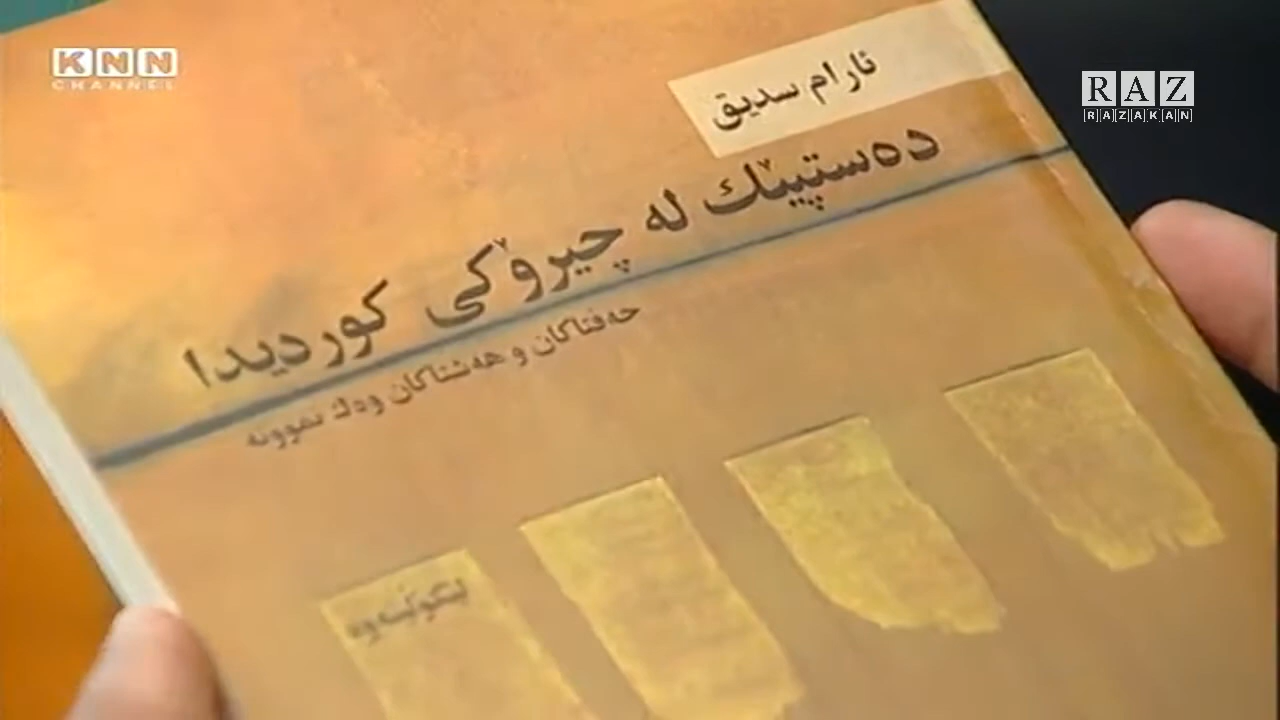 KNN
CHANNEL
RAZ
RAZAKAN
ئارام سدیق
دەستپێك لە چیرۆكی كوردیدا
حەفتاكان و هەشتاكان وەك نموونە
لێكۆڵینەوە